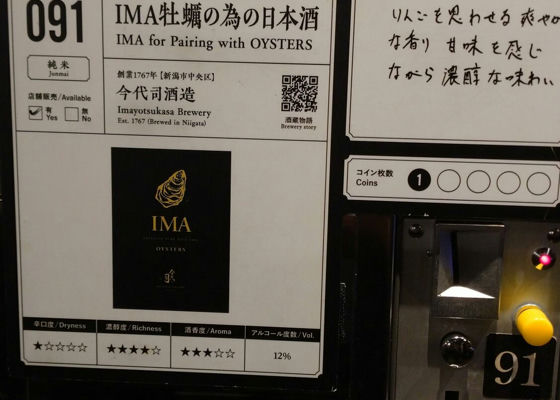 091
IMA牡蠣の為の日本酒
IMA for Pairing with OYSTERS
純米
Junmai
店舗販売/Available
有 Yes
無 No
創業1767年【新潟市中央区】
今代司酒造
Imayotsukasa Brewery
Est. 1767 (Brewed in Niigata)
酒蔵物語
Brewery story
IMA
OYSTERS
辛口度/Dryness
★☆☆☆☆
濃醇度/Richness
★★★★☆
酒香度/Aroma
★★★☆☆
アルコール度数/Vol.
12%
りんごを思わせる爽やか
な香り 甘味を感じ
ながら濃醇な味わい
コイン枚数
Coins
1
91